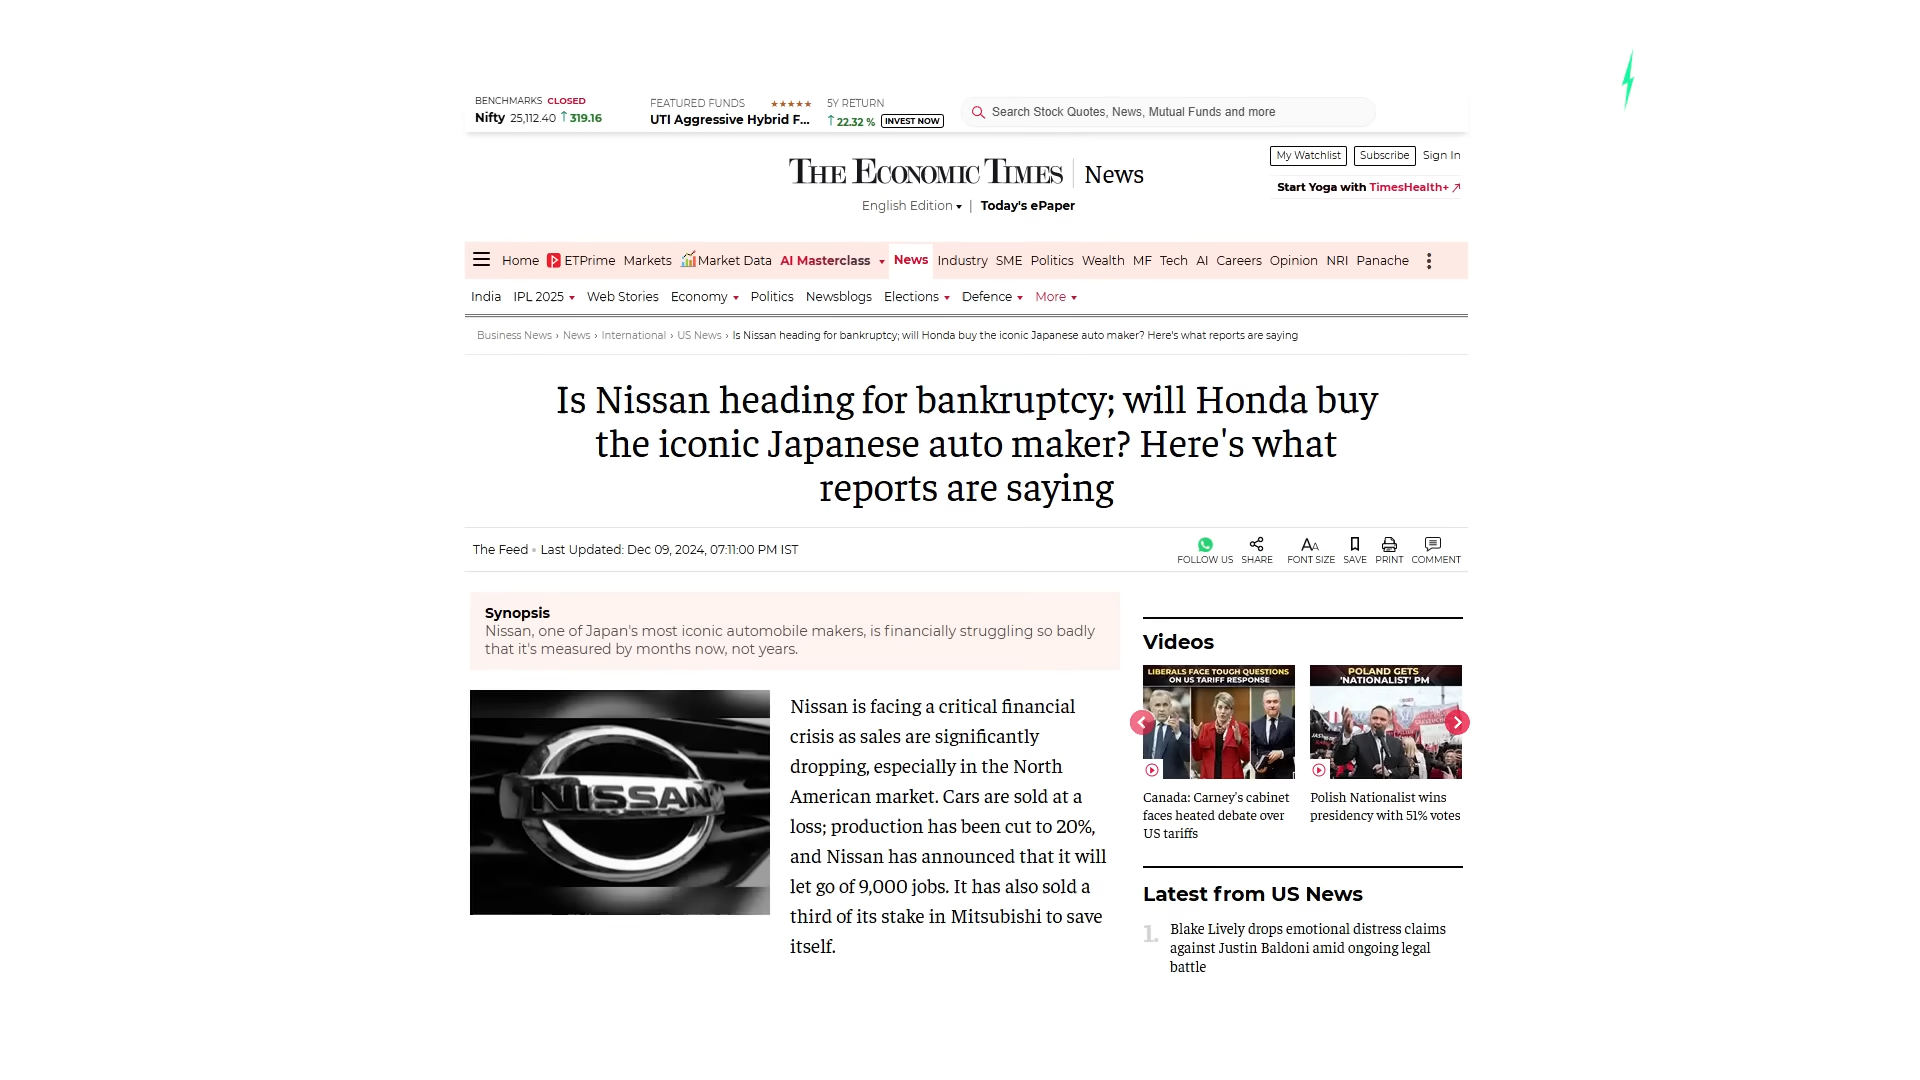 BENCHMARKS CLOSED
Nifty 25,112.40 ↑ 319.16
FEATURED FUNDS ★★★★★
UTI Aggressive Hybrid F...
5Y RETURN
↑ 22.32 % INVEST NOW
Search Stock Quotes, News, Mutual Funds and more
THE ECONOMIC TIMES | News
English Edition | Today's ePaper
My Watchlist Subscribe Sign In
Start Yoga with TimesHealth+
Home ETPrime Markets Market Data AI Masterclass News Industry SME Politics Wealth MF Tech AI Careers Opinion NRI Panache
India IPL 2025 Web Stories Economy Politics Newsblogs Elections Defence More
Business News › News › International › US News › Is Nissan heading for bankruptcy; will Honda buy the iconic Japanese auto maker? Here's what reports are saying
Is Nissan heading for bankruptcy; will Honda buy
the iconic Japanese auto maker? Here's what
reports are saying
The Feed • Last Updated: Dec 09, 2024, 07:11:00 PM IST
FOLLOW US SHARE FONT SIZE SAVE PRINT COMMENT
Synopsis
Nissan, one of Japan's most iconic automobile makers, is financially struggling so badly
that it's measured by months now, not years.
NISSAN
Nissan is facing a critical financial
crisis as sales are significantly
dropping, especially in the North
American market. Cars are sold at a
loss; production has been cut to 20%,
and Nissan has announced that it will
let go of 9,000 jobs. It has also sold a
third of its stake in Mitsubishi to save
itself.
Videos
LIBERALS FACE TOUGH QUESTIONS
ON US TARIFF RESPONSE
Canada: Carney's cabinet
faces heated debate over
US tariffs
POLAND GETS
'NATIONALIST' PM
Polish Nationalist wins
presidency with 51% votes
Latest from US News
1. Blake Lively drops emotional distress claims
against Justin Baldoni amid ongoing legal
battle